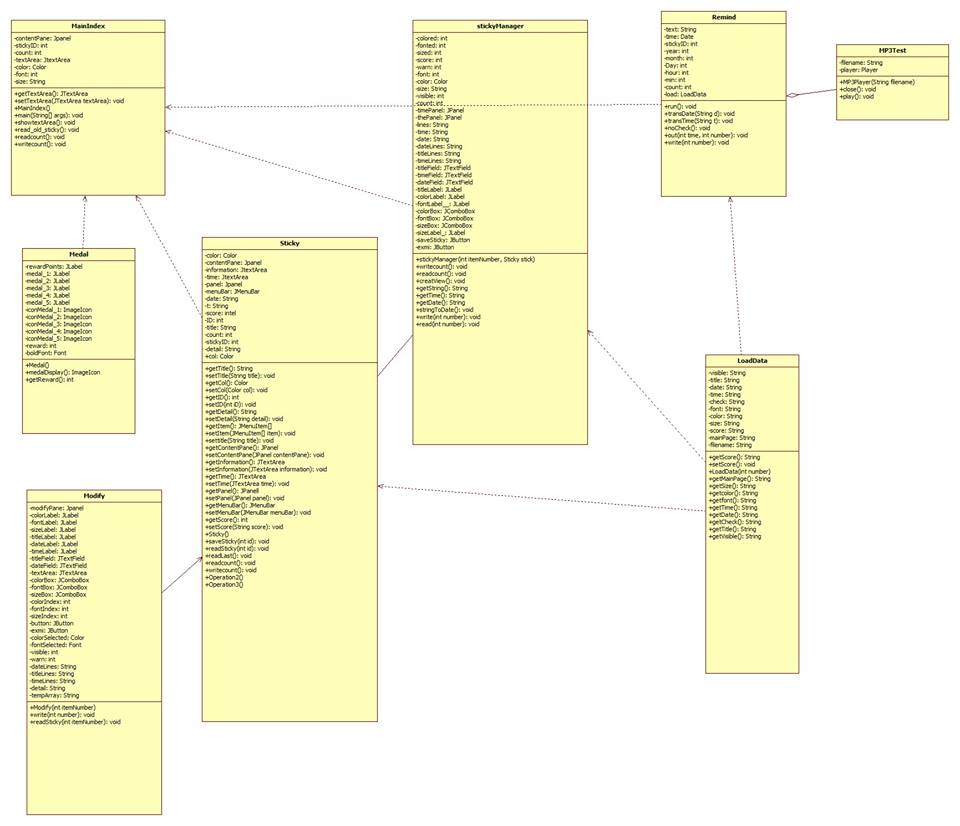 MainIndex
-contentPane: Jpanel
-stickyID: int
-count: int
-textArea: JtextArea
-color: Color
-font: int
-size: String
+getTextArea(): JTextArea
+setTextArea(JTextArea textArea): void
+MainIndex()
+main(String[] args): void
+showtextArea(): void
+read_old_sticky(): void
+readcount(): void
+writecount(): void
stickyManager
-colored: int
-fonted: int
-sized: int
-score: int
-warn: int
-font: int
-color: Color
-size: String
-visible: int
-count: int
-timePanel: JPanel
-thePanel: JPanel
-lines: String
-time: String
-date: String
-dateLines: String
-titleLines: String
-timeLines: String
-titleField: JTextField
-timeField: JTextField
-dateField: JTextField
-titleLabel: JLabel
-colorLabel: JLabel
-fontLabel__: JLabel
-colorBox: JComboBox
-fontBox: JComboBox
-sizeBox: JComboBox
-sizeLabel_: JLabel
-saveSticky: JButton
-exmi: JButton
+stickyManager(int itemNumber, Sticky stick)
+writecount(): void
+readcount(): void
+creatView(): void
+getString(): String
+getTime(): String
+getDate(): String
+stringToDate(): void
+write(int number): void
+read(int number): void
Remind
-text: String
-time: Date
-stickyID: int
-year: int
-month: int
-Day: int
-hour: int
-min: int
-count: int
-load: LoadData
+run(): void
+transDate(String d): void
+transTime(String t): void
+noCheck(): void
+out(int time, int number): void
+write(int number): void
MP3Test
-filename: String
-player: Player
+MP3Player(String filename)
+close(): void
+play(): void
Medal
-rewardPoints: JLabel
-medal_1: JLabel
-medal_2: JLabel
-medal_3: JLabel
-medal_4: JLabel
-medal_5: JLabel
-iconMedal_1: ImageIcon
-iconMedal_2: ImageIcon
-iconMedal_3: ImageIcon
-iconMedal_4: ImageIcon
-iconMedal_5: ImageIcon
-reward: int
-boldFont: Font
+Medal()
+medalDisplay(): ImageIcon
+getReward(): int
Sticky
-color: Color
-contentPane: JPanel
-information: JtextArea
-time: JtextArea
-panel: Jpanel
-menuBar: JMenuBar
-date: String
-t: String
-score: intel
-ID: int
-title: String
-count: int
-stickyID: int
-detail: String
+col: Color
+getTitle(): String
+setTitle(String title): void
+getCol(): Color
+setCol(Color col): void
+getID(): int
+setID(int iD): void
+getDetail(): String
+setDetail(String detail): void
+getItem(): JMenuItem[]
+setItem(JMenuItem[] item): void
+settitle(String title): void
+getContentPane(): JPanel
+setContentPane(JPanel contentPane): void
+getInformation(): JTextArea
+setInformation(JTextArea information): void
+getTime(): JTextArea
+setTime(JTextArea time): void
+getPanel(): JPanell
+setPanel(JPanel panel): void
+getMenuBar(): JMenuBar
+setMenuBar(JMenuBar menuBar): void
+getScore(): int
+setScore(String score): void
+Sticky()
+saveSticky(int id): void
+readSticky(int id): void
+readLast(): void
+readcount(): void
+writecount(): void
+Operation2()
+Operation3()
LoadData
-visible: String
-title: String
-date: String
-time: String
-check: String
-font: String
-color: String
-size: String
-score: String
-mainPage: String
-filename: String
+getScore(): String
+setScore(): void
+LoadData(int number)
+getMainPage(): String
+getSize(): String
+getcolor(): String
+getfont(): String
+getTime(): String
+getDate(): String
+getCheck(): String
+getTitle(): String
+getVisible(): String
Modify
-modifyPane: Jpanel
-colorLabel: JLabel
-fontLabel: JLabel
-sizeLabel: JLabel
-titleLabel: JLabel
-dateLabel: JLabel
-timeLabel: JLabel
-titleField: JTextField
-dateField: JTextField
-textArea: JTextArea
-colorBox: JComboBox
-fontBox: JComboBox
-sizeBox: JComboBox
-colorIndex: int
-fontIndex: int
-sizeIndex: int
-button: JButton
-exmi: JButton
-colorSelected: Color
-fontSelected: Font
-visible: int
-warn: int
-dateLines: String
-titleLines: String
-timeLines: String
-detail: String
-tempArray: String
+Modify(int itemNumber)
+write(int number): void
+readSticky(int itemNumber): void